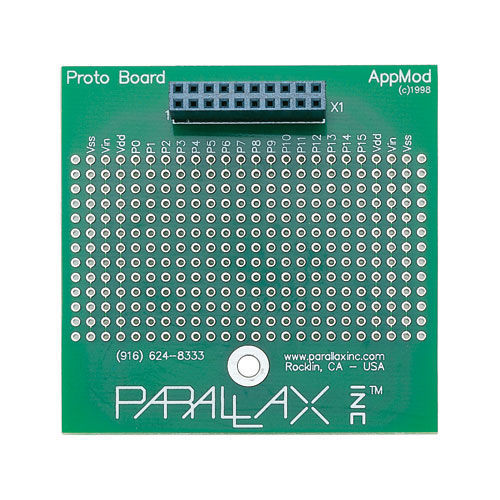 Proto Board
AppMod
(c)1998
1
X1
Vss Vin Vdd P0 P1 P2 P3 P4 P5 P6 P7 P8 P9 P10 P11 P12 P13 P14 P15 Vdd Vin Vss
(916) 624-8333
www.parallaxinc.com
Rocklin, CA - USA
PARALLAX INC ™